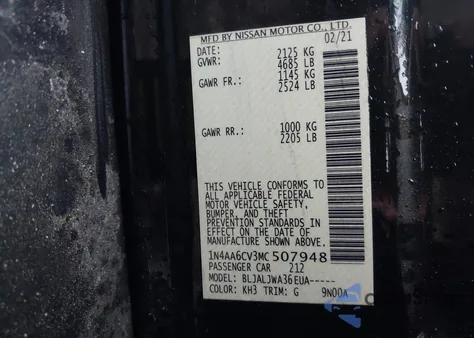 MFD BY NISSAN MOTOR CO., LTD.
DATE: 02/21
GVWR: 2125 KG
4685 LB
GAWR FR.: 1145 KG
2524 LB
GAWR RR.: 1000 KG
2205 LB
THIS VEHICLE CONFORMS TO
ALL APPLICABLE FEDERAL
MOTOR VEHICLE SAFETY,
BUMPER, AND THEFT
PREVENTION STANDARDS IN
EFFECT ON THE DATE OF
MANUFACTURE SHOWN ABOVE.
1N4AA6CV3MC507948
PASSENGER CAR 212
MODEL: BLJALJWA36EUA-----
COLOR: KH3 TRIM: G 9N00A